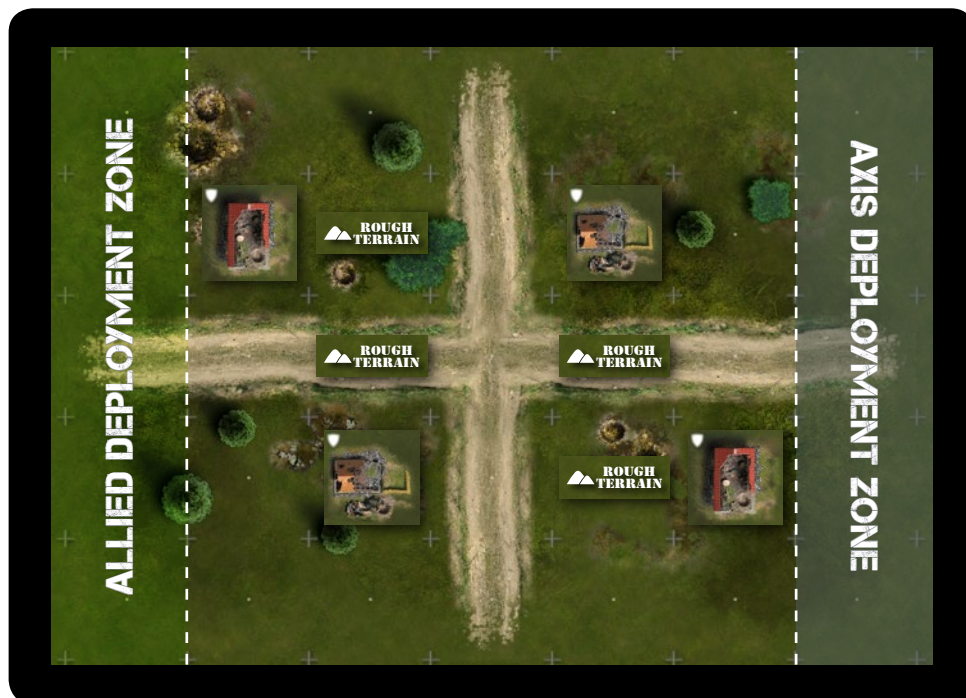 ALLIED DEPLOYMENT ZONE
ROUGH
TERRAIN
ROUGH
TERRAIN
ROUGH
TERRAIN
ROUGH
TERRAIN
AXIS DEPLOYMENT ZONE